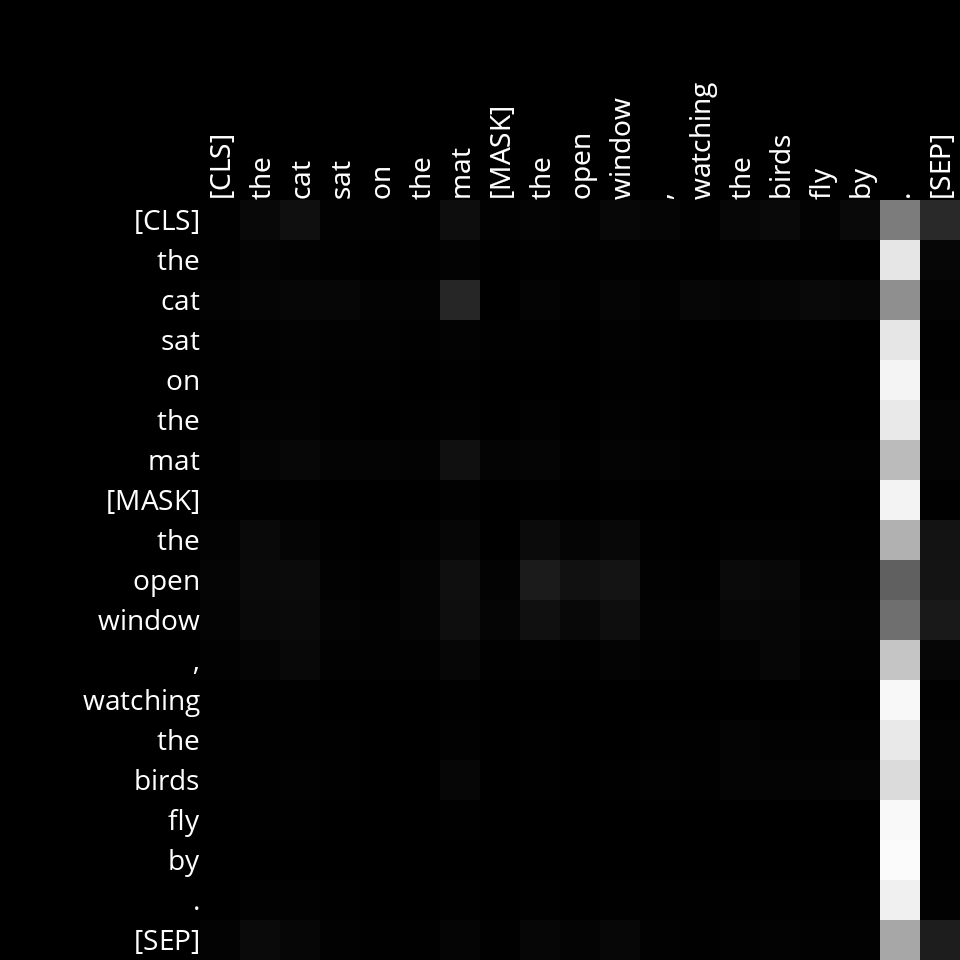 [CLS] the cat sat on the mat [MASK] the open window , watching the birds fly by . [SEP]
[CLS]
the
cat
sat
on
the
mat
[MASK]
the
open
window
,
watching
the
birds
fly
by
.
[SEP]